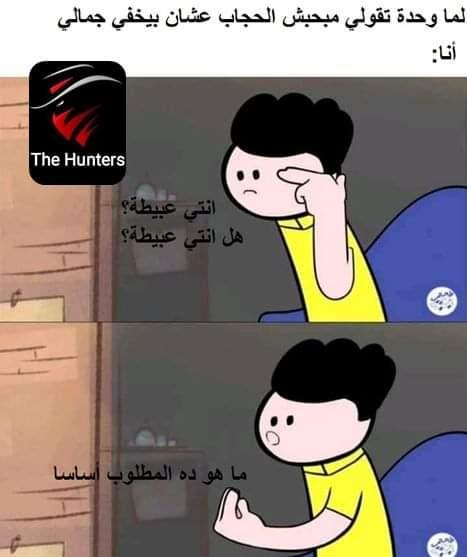 لما وحدة تقولي مبحبش الحجاب عشان بيخفي جمالي
أنا:
The Hunters
انتي عبيطة؟
هل انتي عبيطة؟
ما هو ده المطلوب أساسا